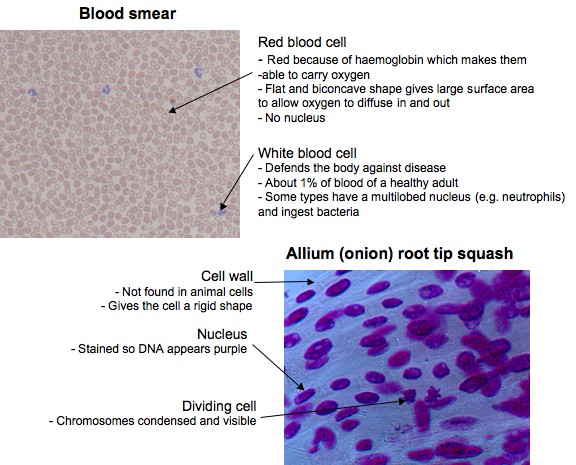 Blood smear
Red blood cell
- Red because of haemoglobin which makes them
-able to carry oxygen
- Flat and biconcave shape gives large surface area
to allow oxygen to diffuse in and out
- No nucleus
White blood cell
- Defends the body against disease
- About 1% of blood of a healthy adult
- Some types have a multilobed nucleus (e.g. neutrophils)
and ingest bacteria
Allium (onion) root tip squash
Cell wall
- Not found in animal cells
- Gives the cell a rigid shape
Nucleus
- Stained so DNA appears purple
Dividing cell
- Chromosomes condensed and visible